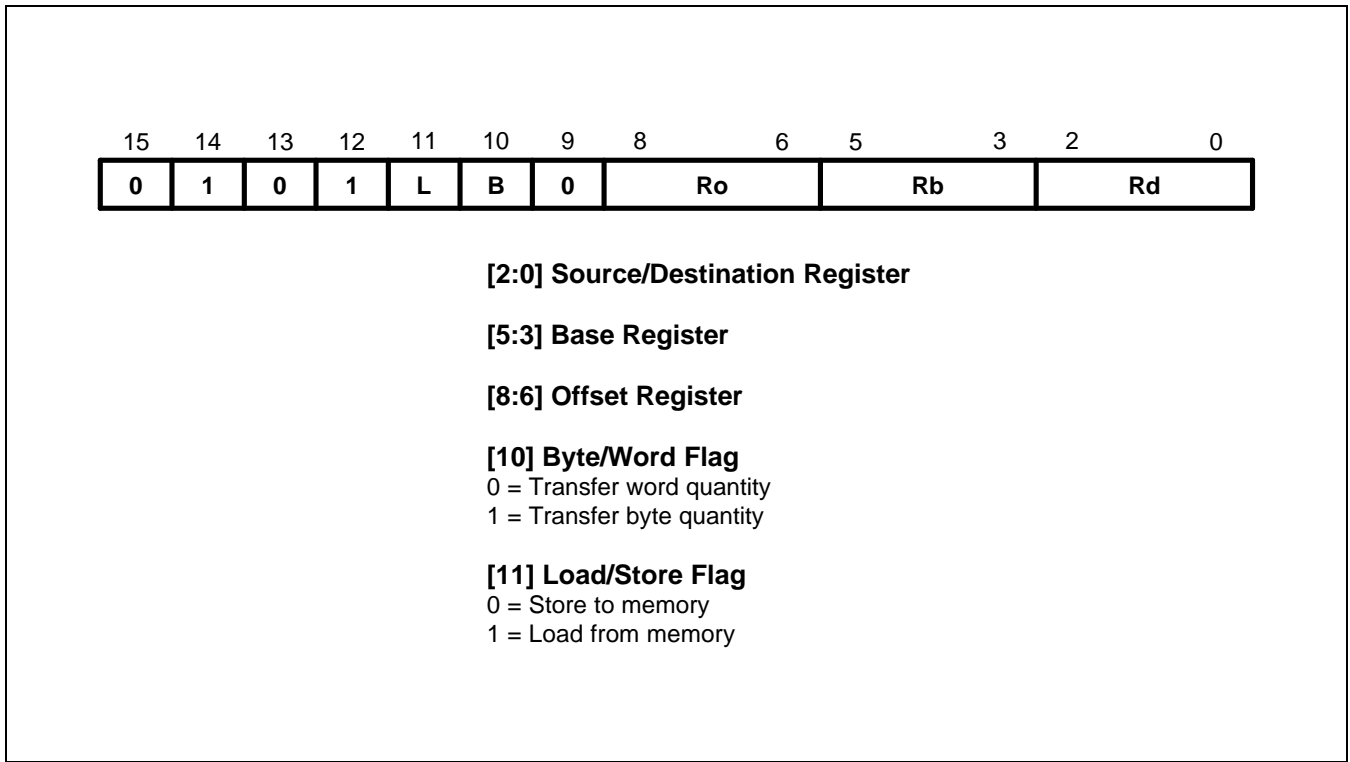 15 14 13 12 11 10 9 8 6 5 3 2 0
0 1 0 1 L B 0 Ro Rb Rd
[2:0] Source/Destination Register
[5:3] Base Register
[8:6] Offset Register
[10] Byte/Word Flag
0 = Transfer word quantity
1 = Transfer byte quantity
[11] Load/Store Flag
0 = Store to memory
1 = Load from memory